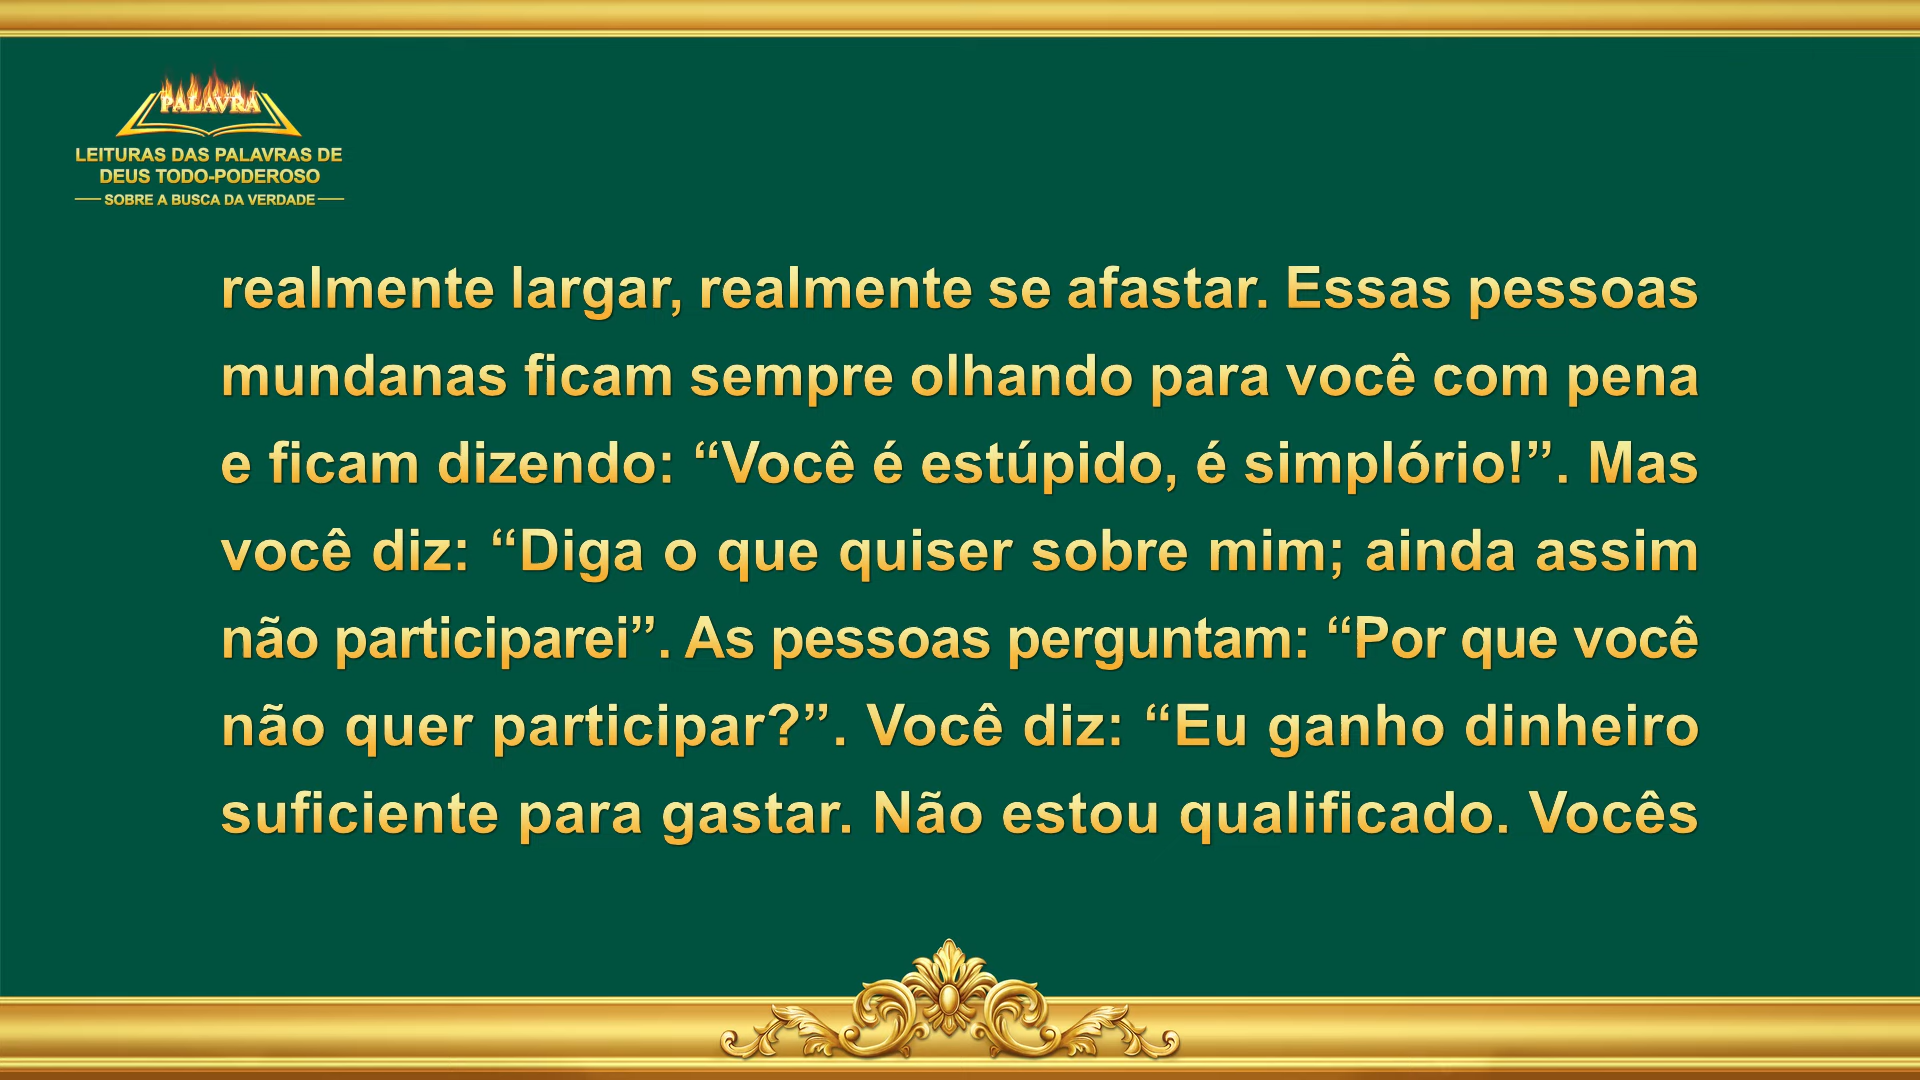 PALAVRA
LEITURAS DAS PALAVRAS DE
DEUS TODO-PODEROSO
SOBRE A BUSCA DA VERDADE
realmente largar, realmente se afastar. Essas pessoas
mundanas ficam sempre olhando para você com pena
e ficam dizendo: “Você é estúpido, é simplório!”. Mas
você diz: “Diga o que quiser sobre mim; ainda assim
não participarei”. As pessoas perguntam: “Por que você
não quer participar?”. Você diz: “Eu ganho dinheiro
suficiente para gastar. Não estou qualificado. Vocês